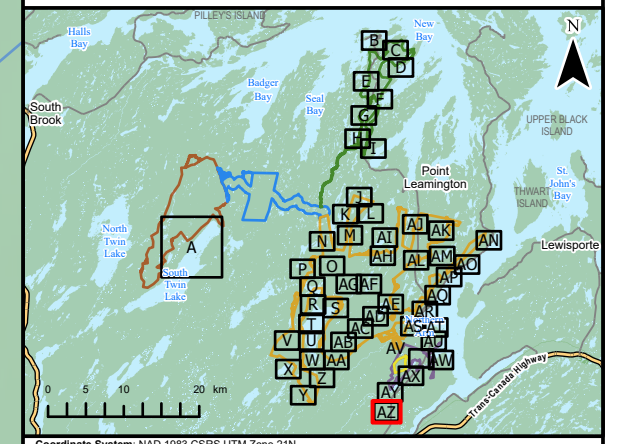 PILLEY'S ISLAND
Halls
Bay
New
Bay
N
B
C
D
Badger
Bay
E
Seal
Bay
F
South
Brook
G
UPPER BLACK
ISLAND
H
I
Point
Leamington
St.
John's
Bay
THWART
ISLAND
J
K
L
AJ
AK
North
Twin
Lake
A
N
M
AI
AN
Lewisporte
AH
AL
AM
AO
P
O
AP
South
Twin
Lake
Q
AG
AF
AQ
R
S
AE
AR
AD
T
AC
AS
AT
V
U
AB
AV
AU
W
AA
AW
X
Z
AX
Trans-Canada Highway
Y
AY
AZ
0 5 10 20 km
Coordinate System: NAD 1983 CSRS UTM Zone 21N